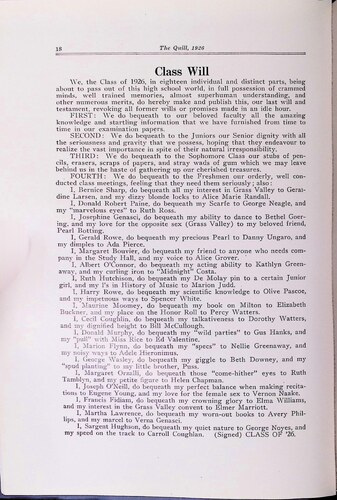 18 The Quill, 1926
Class Will
We, the Class of 1926, in eighteen individual and distinct parts, being
about to pass out of this high school world, in full possession of crammed
minds, well trained memories, almost superhuman understanding, and
other numerous merits, do hereby make and publish this, our last will and
testament, revoking all former wills or promises made in an idle hour.
FIRST: We do bequeath to our beloved faculty all the amazing
knowledge and startling information that we have furnished from time to
time in our examination papers.
SECOND: We do bequeath to the Juniors our Senior dignity with all
the seriousness and gravity that we possess, hoping that they endeavour to
realize the vast importance in spite of their natural irresponsibility.
THIRD: We do bequeath to the Sophomore Class our stubs of pen-
cils, erasers, scraps of papers, and stray wads of gum which we may leave
behind us in the haste of gathering up our cherished treasures.
FOURTH: We do bequeath to the Freshmen our orderly, well con-
ducted class meetings, feeling that they need them seriously; also:
I, Bernice Sharp, do bequeath all my interest in Grass Valley to Geral-
dine Larsen, and my dizzy blonde locks to Alice Marie Randall.
I, Donald Robert Paine, do bequeath my Scarfe to George Neagle, and
my "marvelous eyes" to Ruth Ross.
I, Josephine Genasci, do bequeath my ability to dance to Bethel Goer-
ing, and my love for the opposite sex (Grass Valley) to my beloved friend,
Pearl Botting.
I, Gerald Rowe, do bequeath my precious Pearl to Danny Ungaro, and
my dimples to Ada Pierce.
I, Margaret Bouvier, do bequeath my friend to anyone who needs com-
pany in the Study Hall, and my voice to Alice Grover.
I, Albert O'Connor, do bequeath my acting ability to Kathlyn Green-
away, and my curling iron to "Midnight" Costa.
I, Ruth Hutchison, do bequeath my De Molay pin to a certain Junior
girl, and my 1's in History of Music to Marion Judd.
I, Harry Rowe, do bequeath my scientific knowledge to Olive Pascoe,
and my impetuous ways to Spencer White.
I, Maurine Mooney, do bequeath my book on Milton to Elizabeth
Buckner, and my place on the Honor Roll to Percy Watters.
I, Cecil Coughlin, do bequeath my talkativeness to Dorothy Watters,
and my dignified height to Bill McCullough.
I, Donald Murphy, do bequeath my "wild parties" to Gus Hanks, and
my "pull" with Miss Rice to Ed Valentine.
I, Marion Flynn, do bequeath my "specs" to Nellie Greenaway, and
my noisy ways to Adele Hieronimus.
I, George Wasley, do bequeath my giggle to Beth Downey, and my
"spud planting" to my little brother, Puss.
I, Margaret Orzalli, do bequeath those "come-hither" eyes to Ruth
Tamblyn, and my petite figure to Helen Chapman.
I, Joseph O'Neill, do bequeath my perfect balance when making recita-
tions to Eugene Young, and my love for the female sex to Vernon Naake.
I, Francis Fidiam, do bequeath my crowning glory to Elma Williams,
and my interest in the Grass Valley convent to Elmer Marriott.
I, Martha Lawrence, do bequeath my worn-out books to Avery Phil-
lips, and my marcel to Verna Genasci.
I, Sargent Hughson, do bequeath my quiet nature to George Noyes, and
my speed on the track to Carroll Coughlan. (Signed) CLASS OF '26.